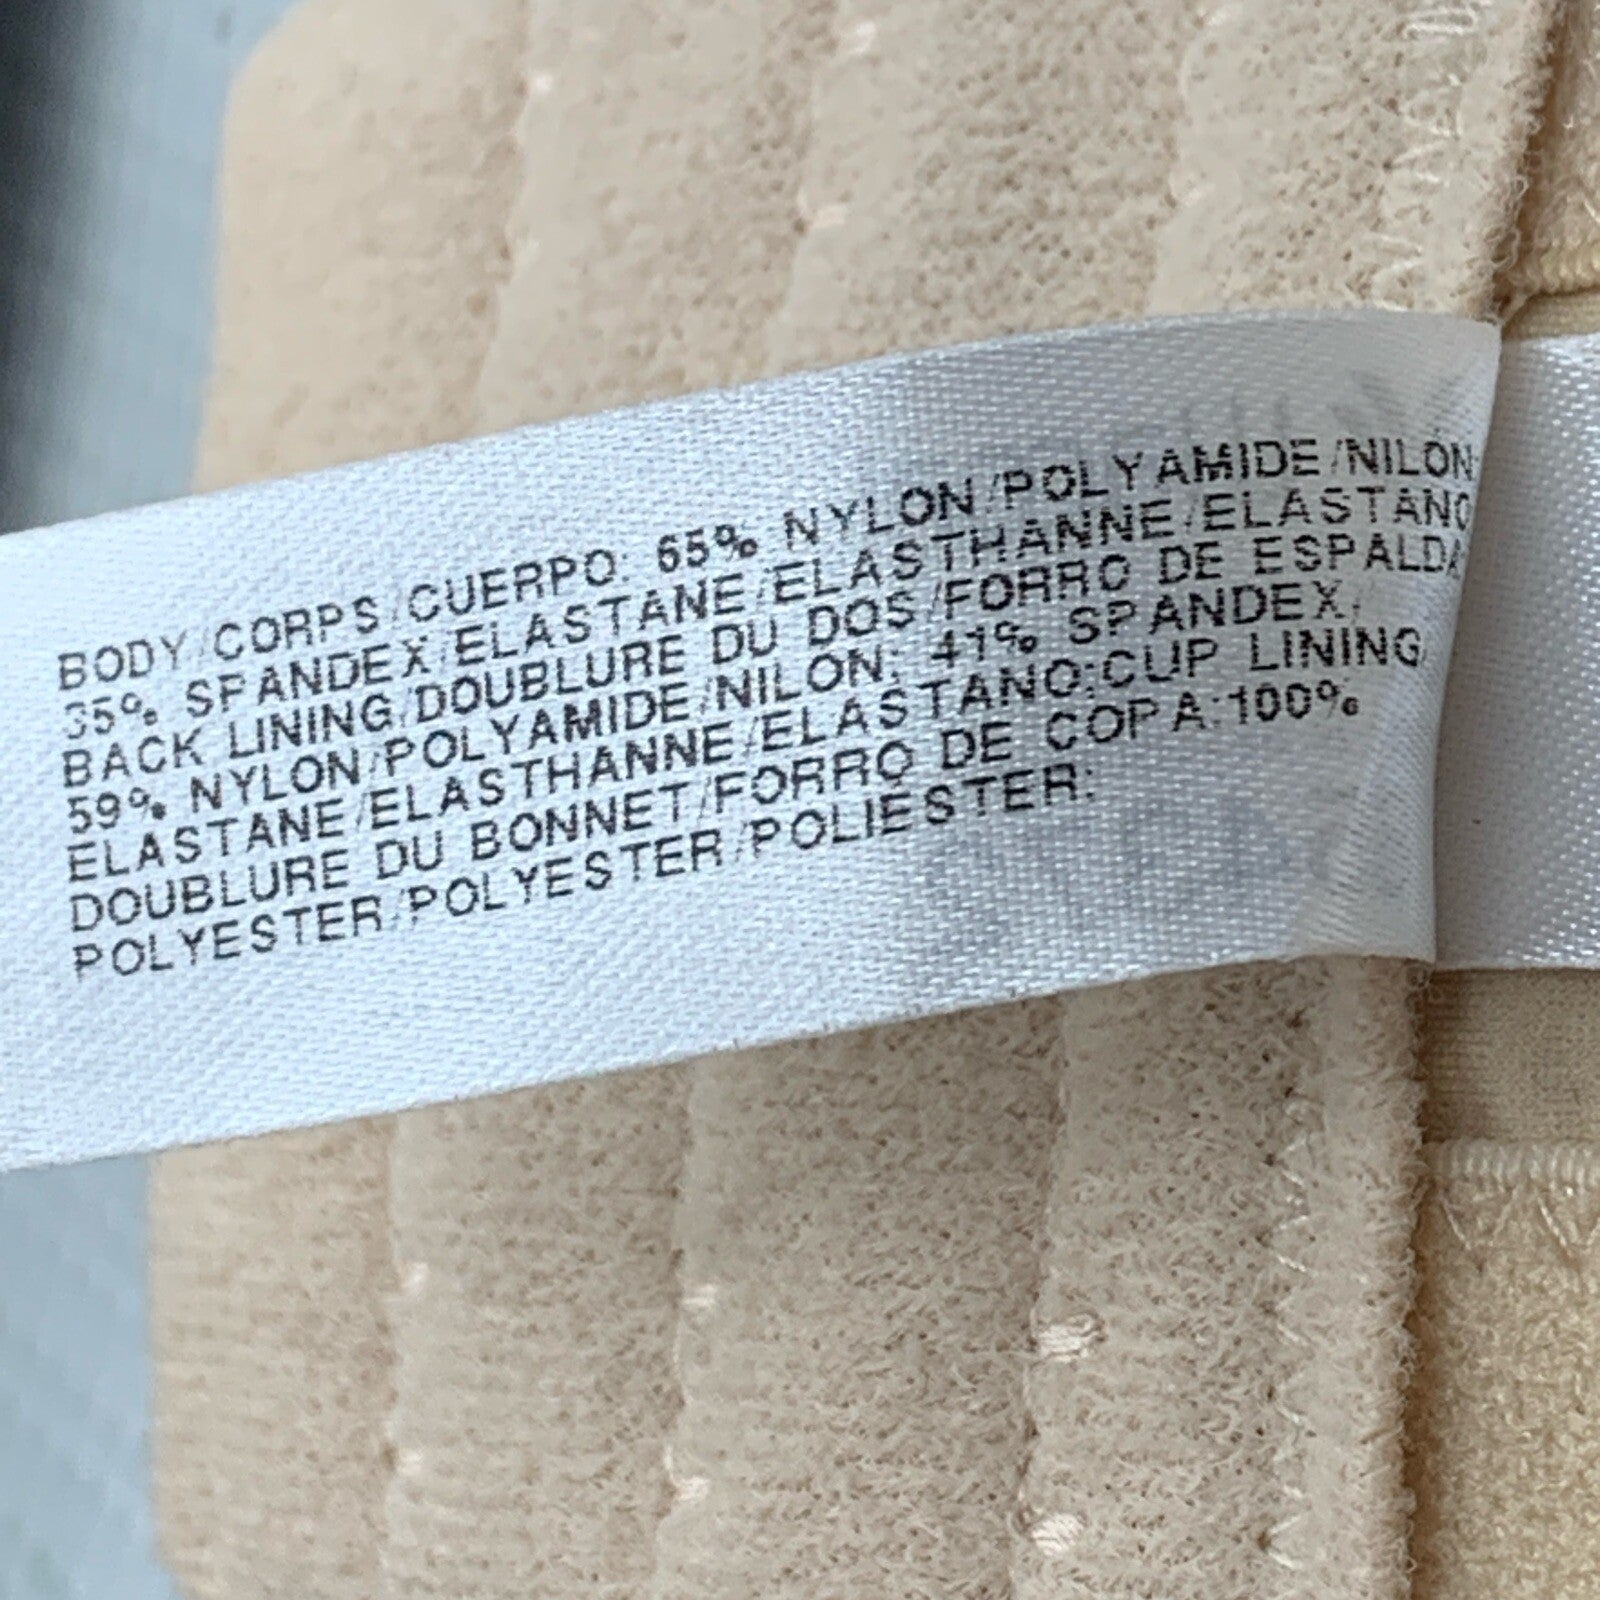 BODY/CORPS/CUERPO: 65% NYLON/POLYAMIDE/NILON:
35% SPANDEX/ELASTANE/ELASTHANNE/ELASTANO
BACK LINING/DOUBLURE DU DOS/FORRO DE ESPALDA
59% NYLON/POLYAMIDE/NILON: 41% SPANDEX/
ELASTANE/ELASTHANNE/ELASTANO:CUP LINING/
DOUBLURE DU BONNET/FORRO DE COPA:100%
POLYESTER/POLYESTER/POLIESTER: